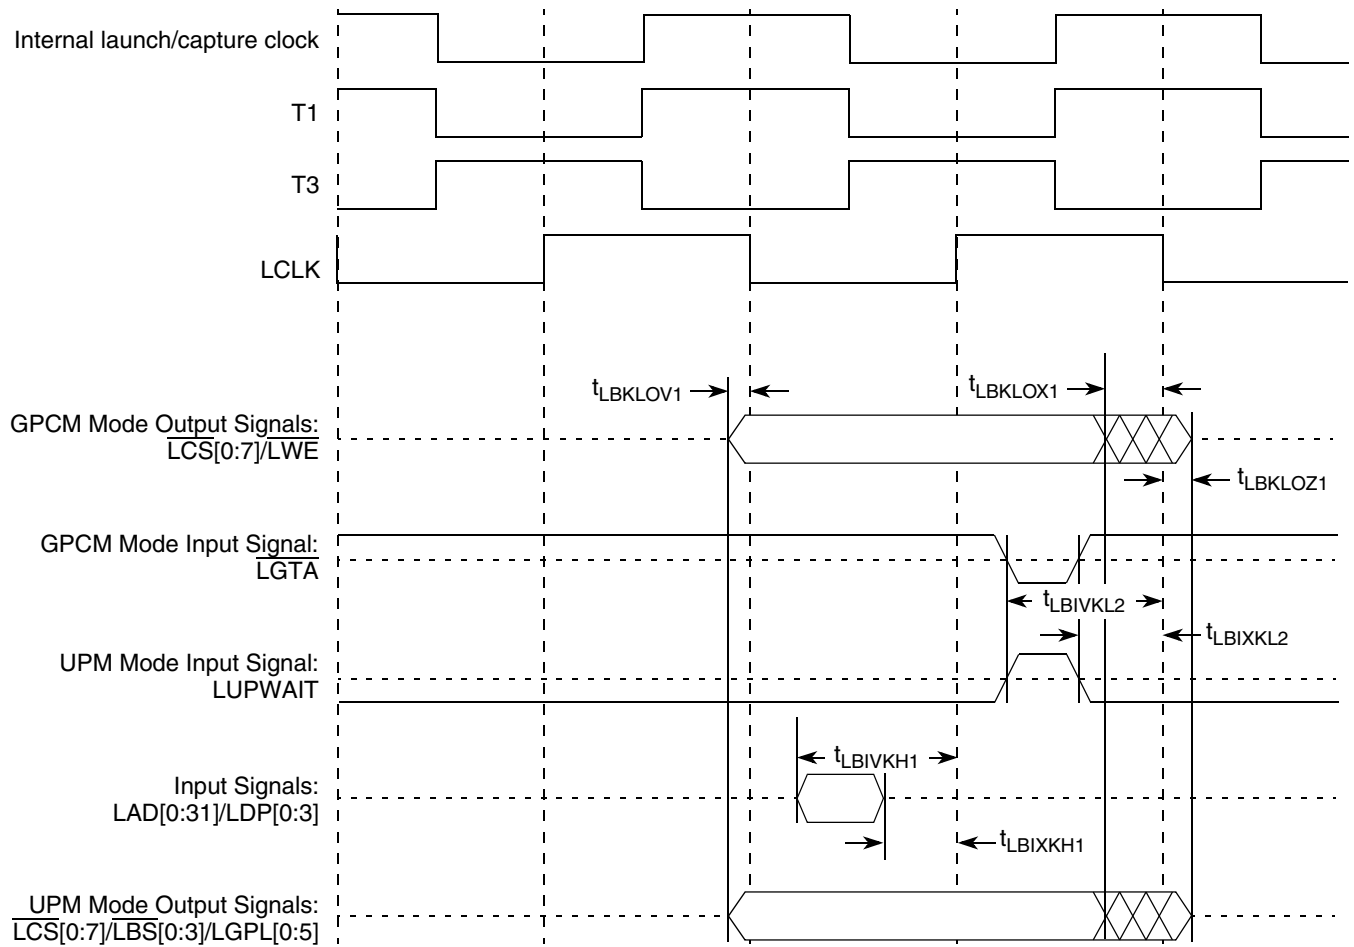 Internal launch/capture clock
T1
T3
LCLK
tLBKLOV1
tLBKLOX1
GPCM Mode Output Signals:
LCS[0:7]/LWE
tLBKLOZ1
GPCM Mode Input Signal:
LGTA
tLBIVKL2
tLBIXKL2
UPM Mode Input Signal:
LUPWAIT
tLBIVKH1
Input Signals:
LAD[0:31]/LDP[0:3]
tLBIXKH1
UPM Mode Output Signals:
LCS[0:7]/LBS[0:3]/LGPL[0:5]